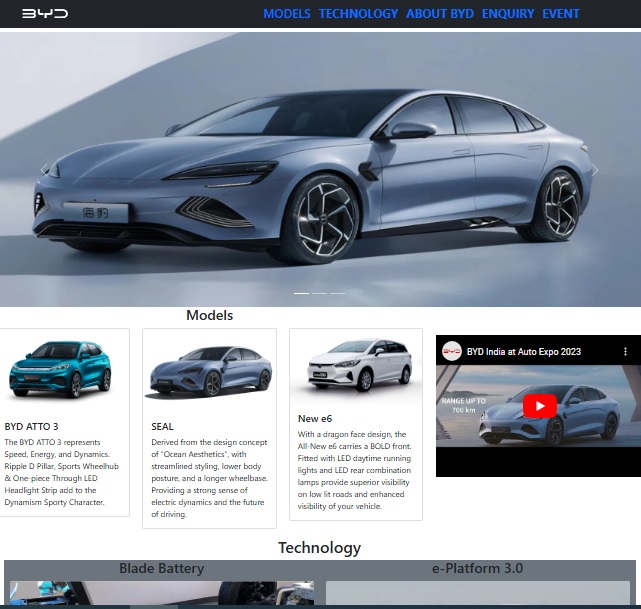 BYD
MODELS TECHNOLOGY ABOUT BYD ENQUIRY EVENT
海豹
Models
BYD ATTO 3
The BYD ATTO 3 represents
Speed, Energy, and Dynamics.
Ripple D Pillar, Sports Wheelhub
& One-piece Through LED
Headlight Strip add to the
Dynamism Sporty Character.
SEAL
Derived from the design concept
of "Ocean Aesthetics", with
streamlined styling, lower body
posture, and a longer wheelbase.
Providing a strong sense of
electric dynamics and the future
of driving.
New e6
With a dragon face design, the
All-New e6 carries a BOLD front.
Fitted with LED daytime running
lights and LED rear combination
lamps provide superior visibility
on low lit roads and enhanced
visibility of your vehicle.
BYD
BYD India at Auto Expo 2023
RANGE UP TO
700 km
Technology
Blade Battery
e-Platform 3.0